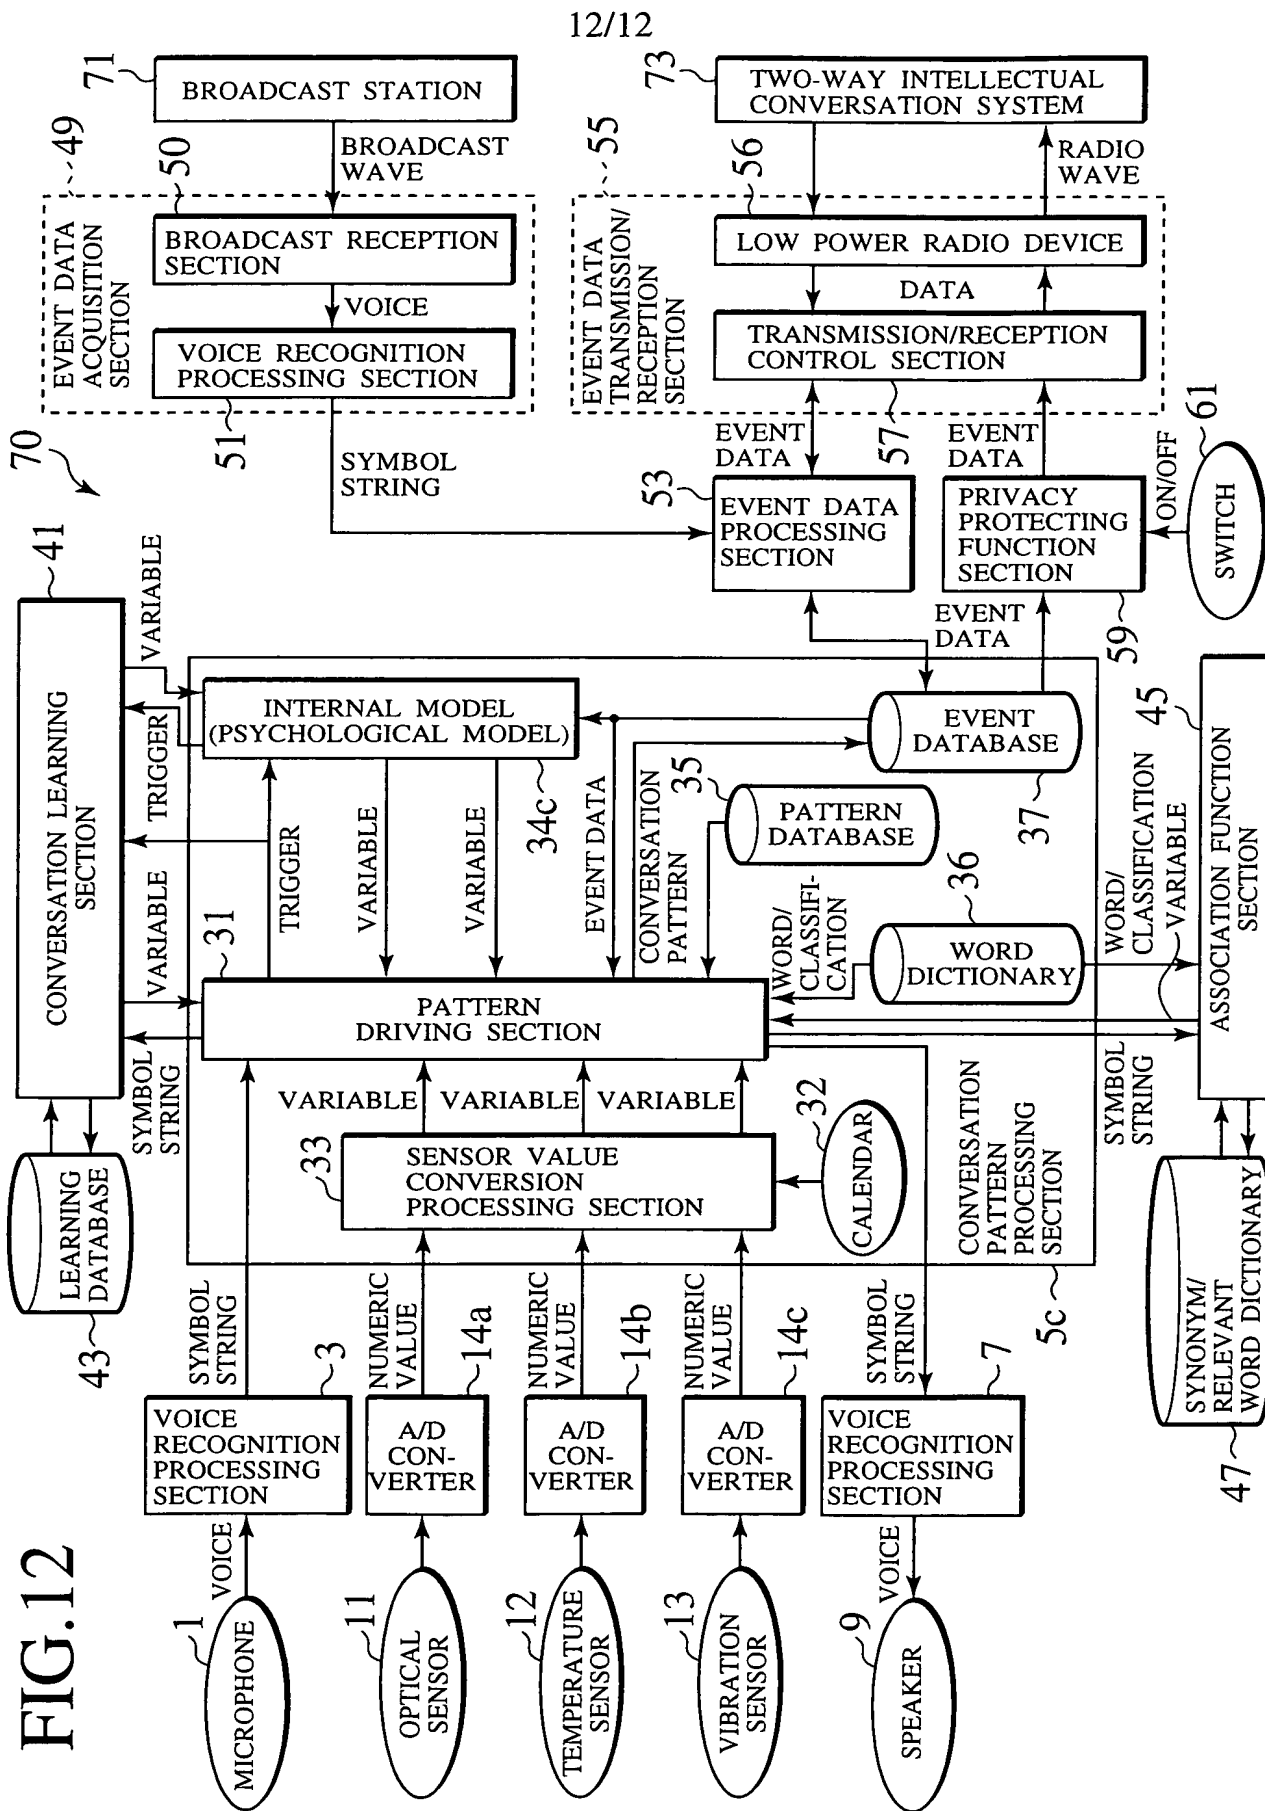 12/12
FIG.12
70
71
BROADCAST STATION
BROADCAST
WAVE
49
EVENT DATA
ACQUISITION
SECTION
50
BROADCAST RECEPTION
SECTION
VOICE
VOICE RECOGNITION
PROCESSING SECTION
51
SYMBOL
STRING
73
TWO-WAY INTELLECTUAL
CONVERSATION SYSTEM
RADIO
WAVE
55
EVENT DATA
TRANSMISSION/
RECEPTION
SECTION
56
LOW POWER RADIO DEVICE
DATA
TRANSMISSION/RECEPTION
CONTROL SECTION
57
EVENT
DATA
EVENT
DATA
53
EVENT DATA
PROCESSING
SECTION
PRIVACY
PROTECTING
FUNCTION
SECTION
59
ON/OFF
61
SWITCH
EVENT
DATA
41
CONVERSATION LEARNING
SECTION
VARIABLE
TRIGGER
VARIABLE
SYMBOL
STRING
LEARNING
DATABASE
43
INTERNAL MODEL
(PSYCHOLOGICAL MODEL)
34c
TRIGGER
VARIABLE
VARIABLE
EVENT DATA
CONVERSATION
PATTERN
EVENT
DATABASE
37
35
PATTERN
DATABASE
WORD/
CLASSIFI-
CATION
36
WORD
DICTIONARY
WORD/
CLASSIFICATION
VARIABLE
45
ASSOCIATION FUNCTION
SECTION
SYMBOL
STRING
SYNONYM/
RELEVANT
WORD DICTIONARY
47
31
PATTERN
DRIVING SECTION
VARIABLE
VARIABLE
VARIABLE
33
SENSOR VALUE
CONVERSION
PROCESSING SECTION
32
CALENDAR
CONVERSATION
PATTERN
PROCESSING
SECTION
5c
SYMBOL
STRING
NUMERIC
VALUE
NUMERIC
VALUE
NUMERIC
VALUE
SYMBOL
STRING
3
VOICE
RECOGNITION
PROCESSING
SECTION
14a
A/D
CON-
VERTER
14b
A/D
CON-
VERTER
14c
A/D
CON-
VERTER
7
VOICE
RECOGNITION
PROCESSING
SECTION
VOICE
VOICE
1
MICROPHONE
11
OPTICAL
SENSOR
12
TEMPERATURE
SENSOR
13
VIBRATION
SENSOR
9
SPEAKER